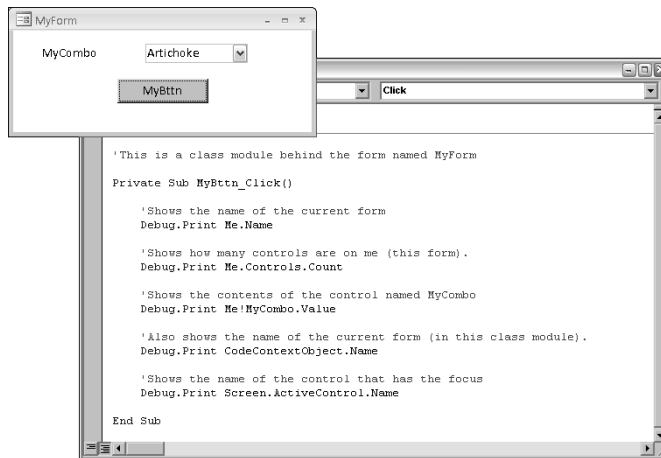 MyForm
MyCombo
Artichoke
MyBttn
Click
'This is a class module behind the form named MyForm
Private Sub MyBttn_Click()
'Shows the name of the current form
Debug.Print Me.Name
'Shows how many controls are on me (this form).
Debug.Print Me.Controls.Count
'Shows the contents of the control named MyCombo
Debug.Print Me!MyCombo.Value
'Also shows the name of the current form (in this class module).
Debug.Print CodeContextObject.Name
'Shows the name of the control that has the focus
Debug.Print Screen.ActiveControl.Name
End Sub